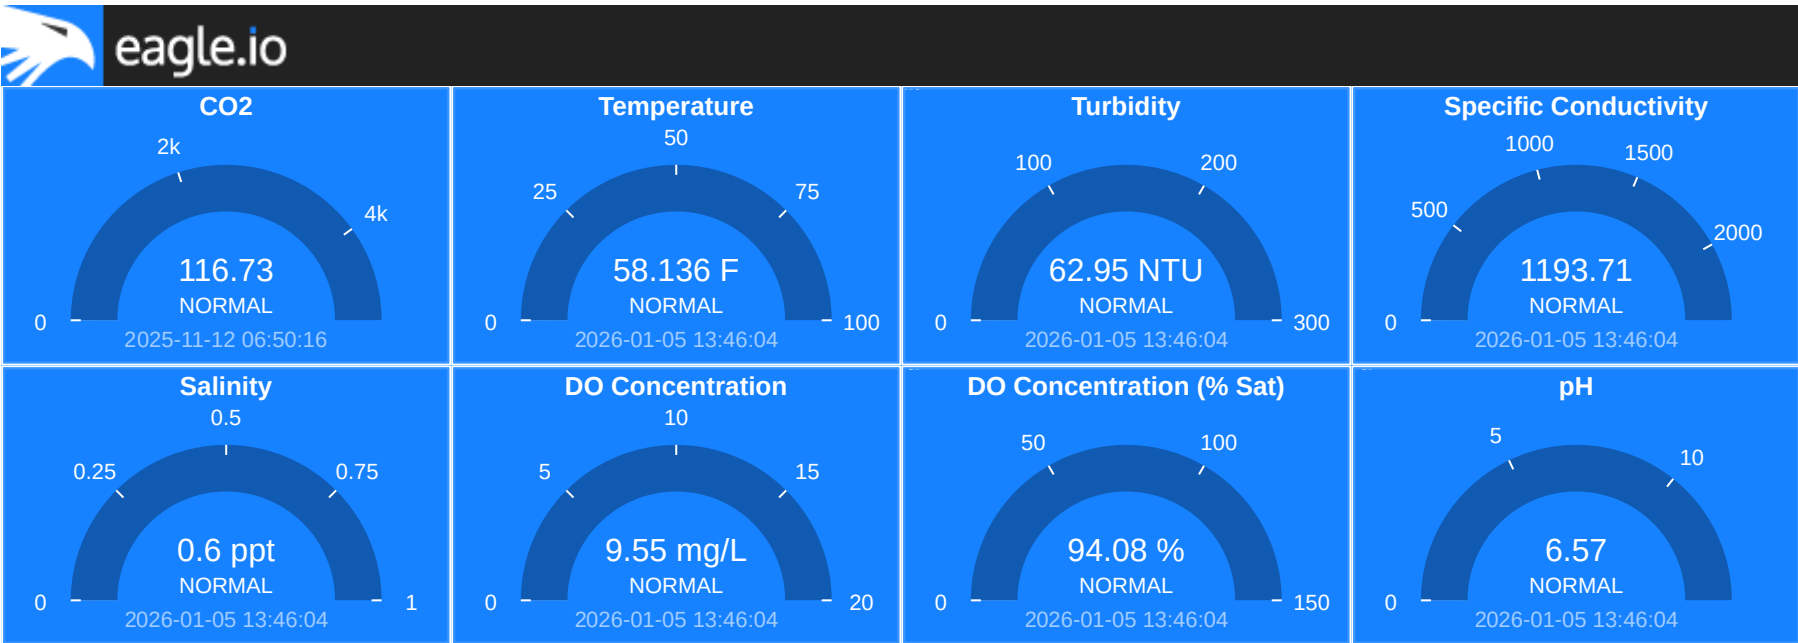 eagle.io
CO2
0
2k
4k
116.73
NORMAL
2025-11-12 06:50:16
Temperature
0
25
50
75
100
58.136 F
NORMAL
2026-01-05 13:46:04
Turbidity
0
100
200
300
62.95 NTU
NORMAL
2026-01-05 13:46:04
Specific Conductivity
0
500
1000
1500
2000
1193.71
NORMAL
2026-01-05 13:46:04
Salinity
0
0.25
0.5
0.75
1
0.6 ppt
NORMAL
2026-01-05 13:46:04
DO Concentration
0
5
10
15
20
9.55 mg/L
NORMAL
2026-01-05 13:46:04
DO Concentration (% Sat)
0
50
100
150
94.08 %
NORMAL
2026-01-05 13:46:04
pH
0
5
10
6.57
NORMAL
2026-01-05 13:46:04